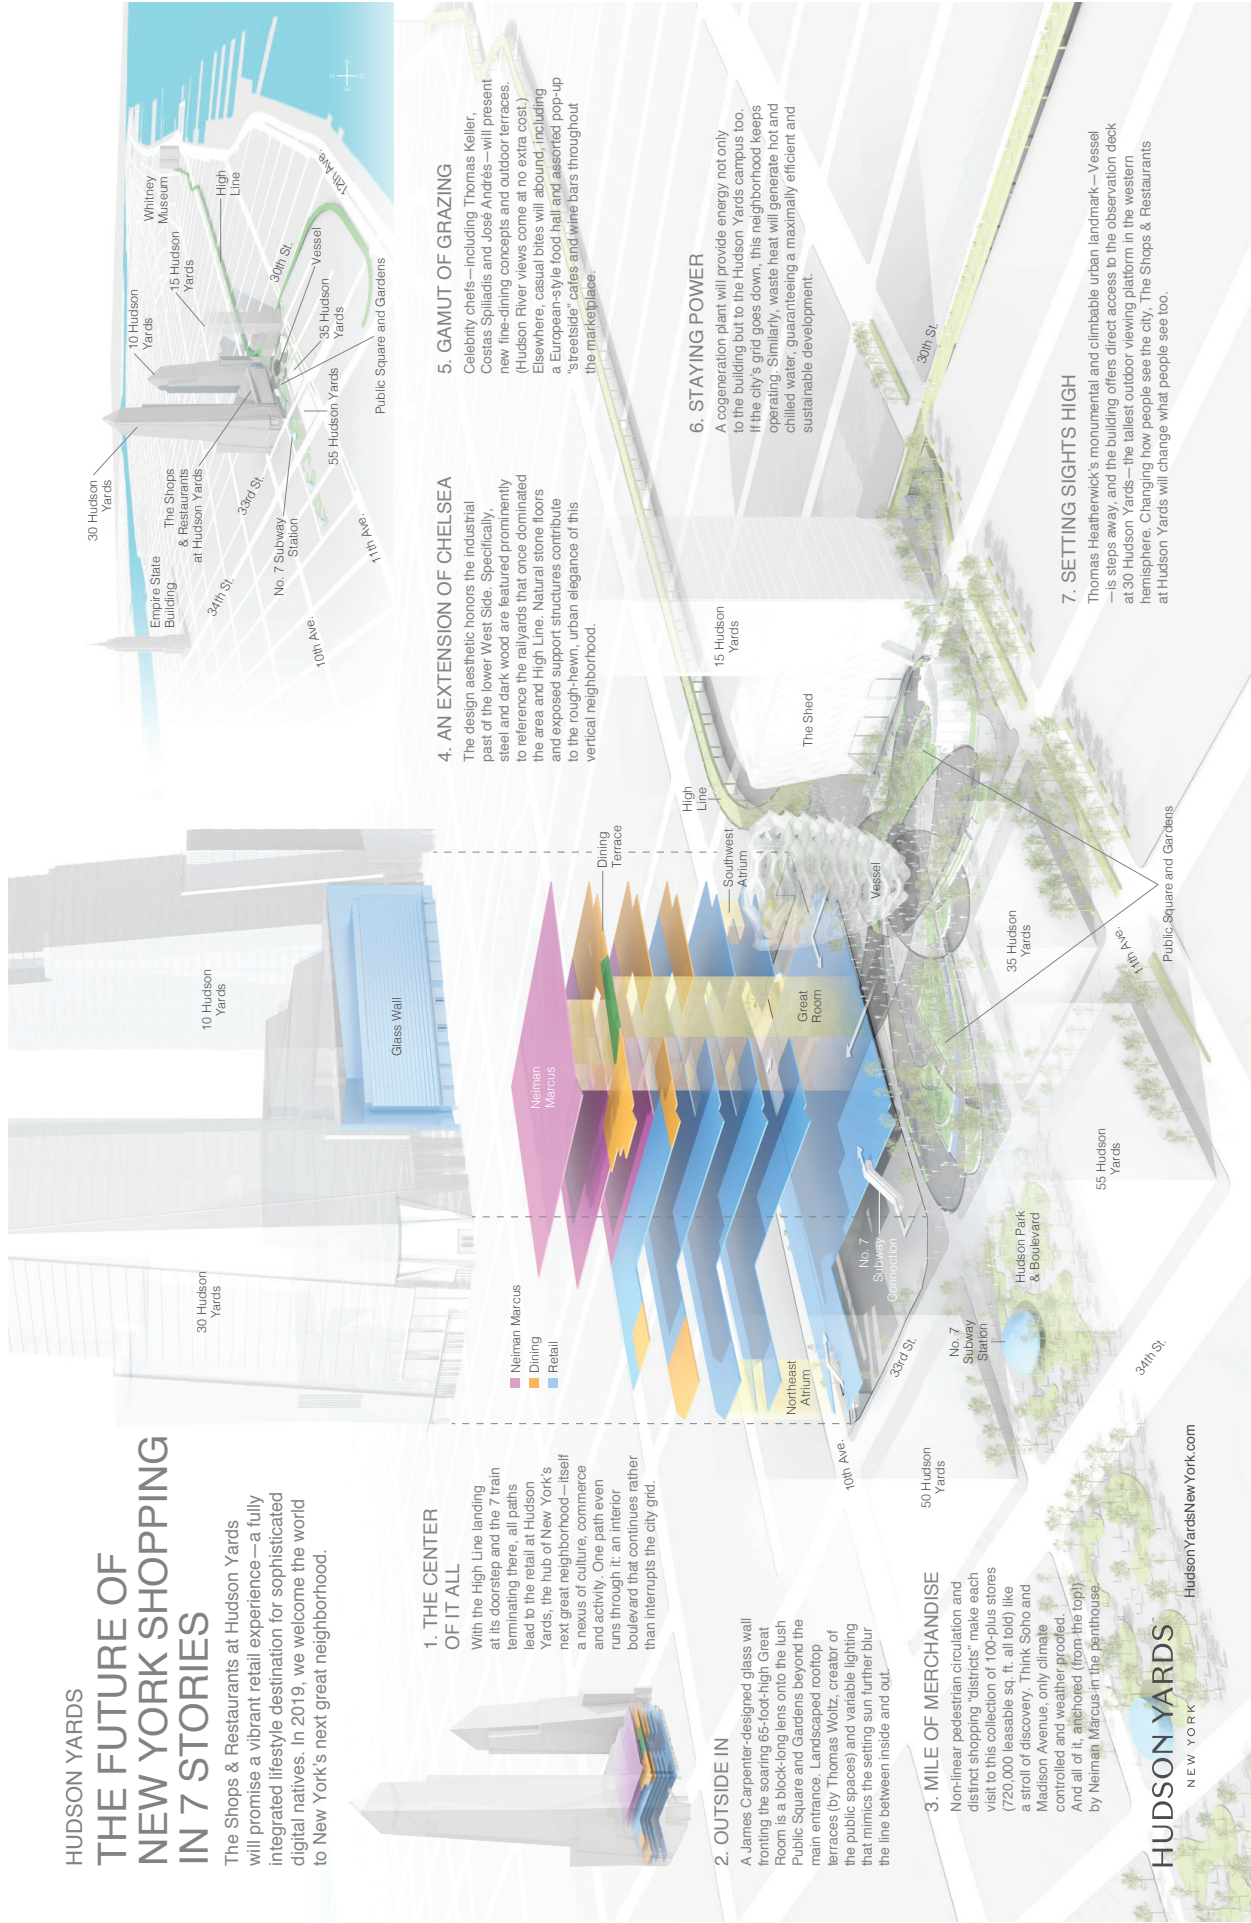 HUDSON YARDS
THE FUTURE OF
NEW YORK SHOPPING
IN 7 STORIES
The Shops & Restaurants at Hudson Yards
will promise a vibrant retail experience—a fully
integrated lifestyle destination for sophisticated
digital natives. In 2019, we welcome the world
to New York's next great neighborhood.
1. THE CENTER
OF IT ALL
With the High Line landing
at its doorstep and the 7 train
terminating there, all paths
lead to the retail at Hudson
Yards, the hub of New York's
next great neighborhood—itself
a nexus of culture, commerce
and activity. One path even
runs through it: an interior
boulevard that continues rather
than interrupts the city grid.
2. OUTSIDE IN
A James Carpenter-designed glass wall
fronting the soaring 65-foot-high Great
Room is a block-long lens onto the lush
Public Square and Gardens beyond the
main entrance. Landscaped rooftop
terraces (by Thomas Woltz, creator of
the public spaces) and variable lighting
that mimics the setting sun further blur
the line between inside and out.
3. MILE OF MERCHANDISE
Non-linear pedestrian circulation and
distinct shopping "districts" make each
visit to this collection of 100-plus stores
(720,000 leasable sq. ft. all told) like
a stroll of discovery. Think Soho and
Madison Avenue, only climate
controlled and weather proofed.
And all of it, anchored (from the top!)
by Neiman Marcus in the penthouse.
HUDSON YARDS
NEW YORK
HudsonYardsNewYork.com
30 Hudson
Yards
10 Hudson
Yards
Glass Wall
Neiman Marcus
Dining
Retail
Neiman
Marcus
Dining
Terrace
Southwest
Atrium
Great
Room
Northeast
Atrium
No. 7
Subway
Connection
High
Line
Vessel
The Shed
15 Hudson
Yards
10th Ave.
33rd St.
50 Hudson
Yards
No. 7
Subway
Station
Hudson Park
& Boulevard
34th St.
55 Hudson
Yards
35 Hudson
Yards
11th Ave.
Public Square and Gardens
30th St.
4. AN EXTENSION OF CHELSEA
The design aesthetic honors the industrial
past of the lower West Side. Specifically,
steel and dark wood are featured prominently
to reference the railyards that once dominated
the area and High Line. Natural stone floors
and exposed support structures contribute
to the rough-hewn, urban elegance of this
vertical neighborhood.
5. GAMUT OF GRAZING
Celebrity chefs—including Thomas Keller,
Costas Spiliadis and José Andrés—will present
new fine-dining concepts and outdoor terraces.
(Hudson River views come at no extra cost.)
Elsewhere, casual bites will abound, including
a European-style food hall and assorted pop-up
"streetside" cafes and wine bars throughout
the marketplace.
6. STAYING POWER
A cogeneration plant will provide energy not only
to the building but to the Hudson Yards campus too.
If the city's grid goes down, this neighborhood keeps
operating. Similarly, waste heat will generate hot and
chilled water, guaranteeing a maximally efficient and
sustainable development.
7. SETTING SIGHTS HIGH
Thomas Heatherwick's monumental and climbable urban landmark—Vessel
—is steps away, and the building offers direct access to the observation deck
at 30 Hudson Yards—the tallest outdoor viewing platform in the western
hemisphere. Changing how people see the city, The Shops & Restaurants
at Hudson Yards will change what people see too.
Empire State
Building
30 Hudson
Yards
10 Hudson
Yards
15 Hudson
Yards
Whitney
Museum
High
Line
The Shops
& Restaurants
at Hudson Yards
34th St.
33rd St.
30th St.
12th Ave.
Vessel
35 Hudson
Yards
55 Hudson Yards
No. 7 Subway
Station
Public Square and Gardens
10th Ave.
11th Ave.